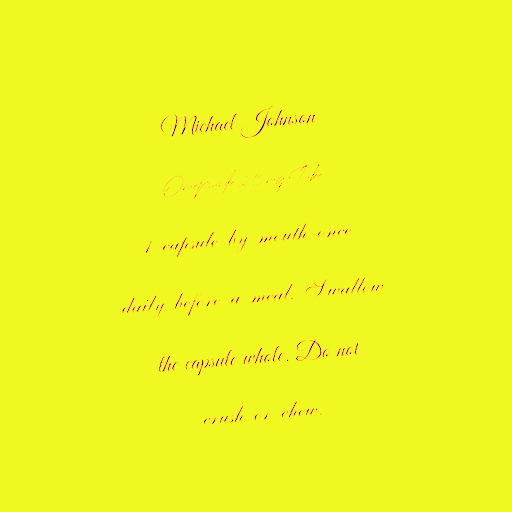 Michael Johnson
1 capsule by mouth once
daily before a meal. Swallow
the capsule whole. Do not
crush or chew.